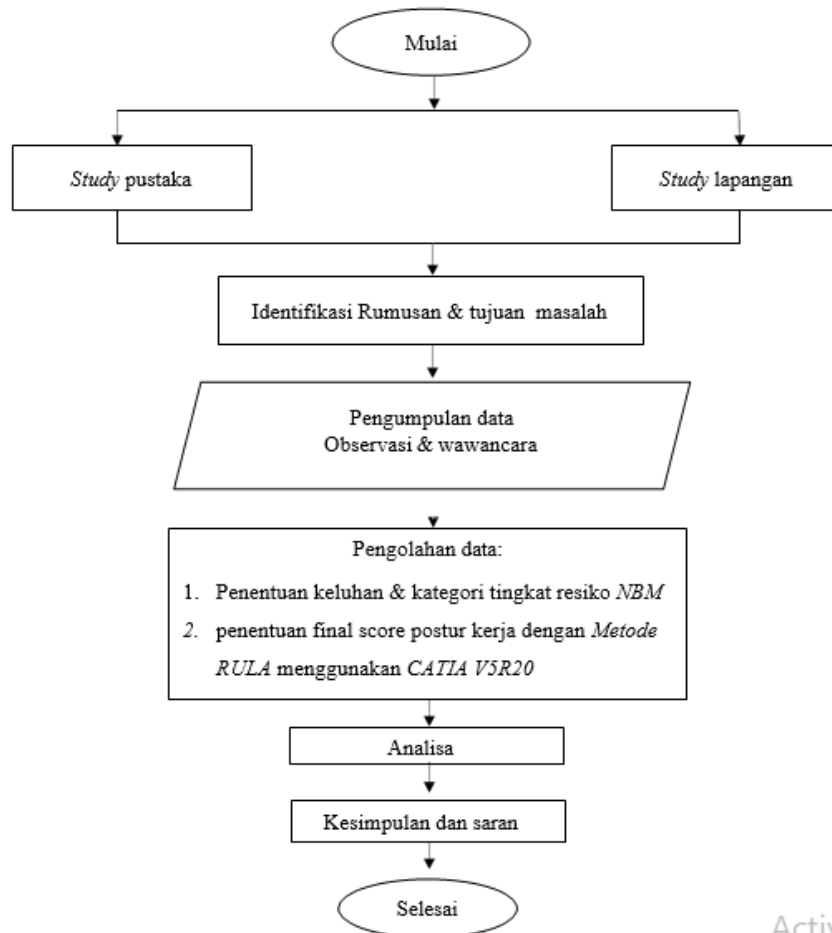 Mulai
Study pustaka
Study lapangan
Identifikasi Rumusan & tujuan masalah
Pengumpulan data
Observasi & wawancara
Pengolahan data:
1. Penentuan keluhan & kategori tingkat resiko NBM
2. penentuan final score postur kerja dengan Metode
RULA menggunakan CATIA V5R20
Analisa
Kesimpulan dan saran
Selesai
Activ